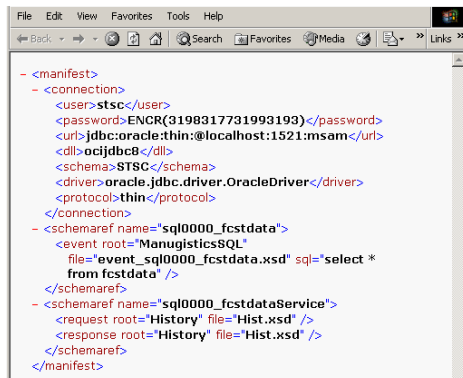 File Edit View Favorites Tools Help
Back Search Favorites Media » Links »
- <manifest>
- <connection>
<user>stsc</user>
<password>ENCR(3198317731993193)</password>
<url>jdbc:oracle:thin:@localhost:1521:msam</url>
<dll>ocijdbc8</dll>
<schema>STSC</schema>
<driver>oracle.jdbc.driver.OracleDriver</driver>
<protocol>thin</protocol>
</connection>
- <schemaref name="sql0000_fcstdata">
<event root="ManugisticsSQL"
file="event_sql0000_fcstdata.xsd" sql="select *
from fcstdata" />
</schemaref>
- <schemaref name="sql0000_fcstdataService">
<request root="History" file="Hist.xsd" />
<response root="History" file="Hist.xsd" />
</schemaref>
</manifest>